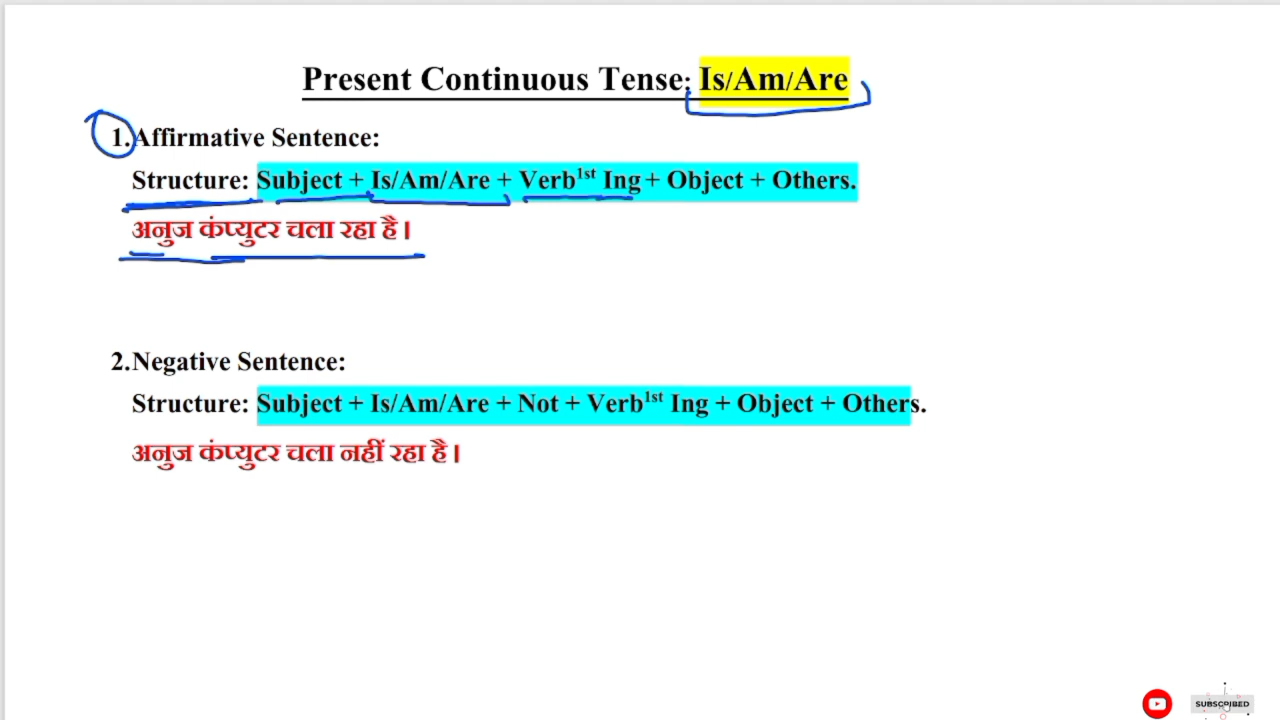 Present Continuous Tense: Is/Am/Are
1.Affirmative Sentence:
Structure: Subject + Is/Am/Are + Verb1st Ing + Object + Others.
अनुज कंप्युटर चला रहा है।
2.Negative Sentence:
Structure: Subject + Is/Am/Are + Not + Verb1st Ing + Object + Others.
अनुज कंप्युटर चला नहीं रहा है।
SUBSCRIBED